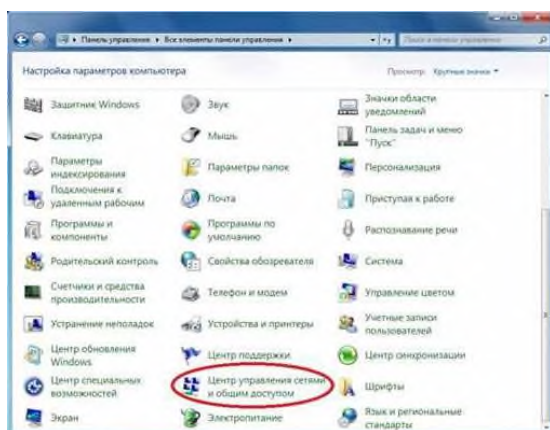 Панель управления ▸ Все элементы панели управления ▸
Поиск в панели управления
Настройка параметров компьютера
Просмотр: Крупные значки
Защитник Windows
Звук
Значки области
уведомлений
Клавиатура
Мышь
Панель задач и меню
"Пуск"
Параметры
индексирования
Параметры папок
Персонализация
Подключения к
удаленным рабочим
Почта
Приступая к работе
Программы и
компоненты
Программы по
умолчанию
Распознавание речи
Родительский контроль
Свойства обозревателя
Система
Счетчики и средства
производительности
Телефон и модем
Управление цветом
Устранение неполадок
Устройства и принтеры
Учетные записи
пользователей
Центр обновления
Windows
Центр поддержки
Центр синхронизации
Центр специальных
возможностей
Центр управления сетями
и общим доступом
Шрифты
Экран
Электропитание
Язык и региональные
стандарты